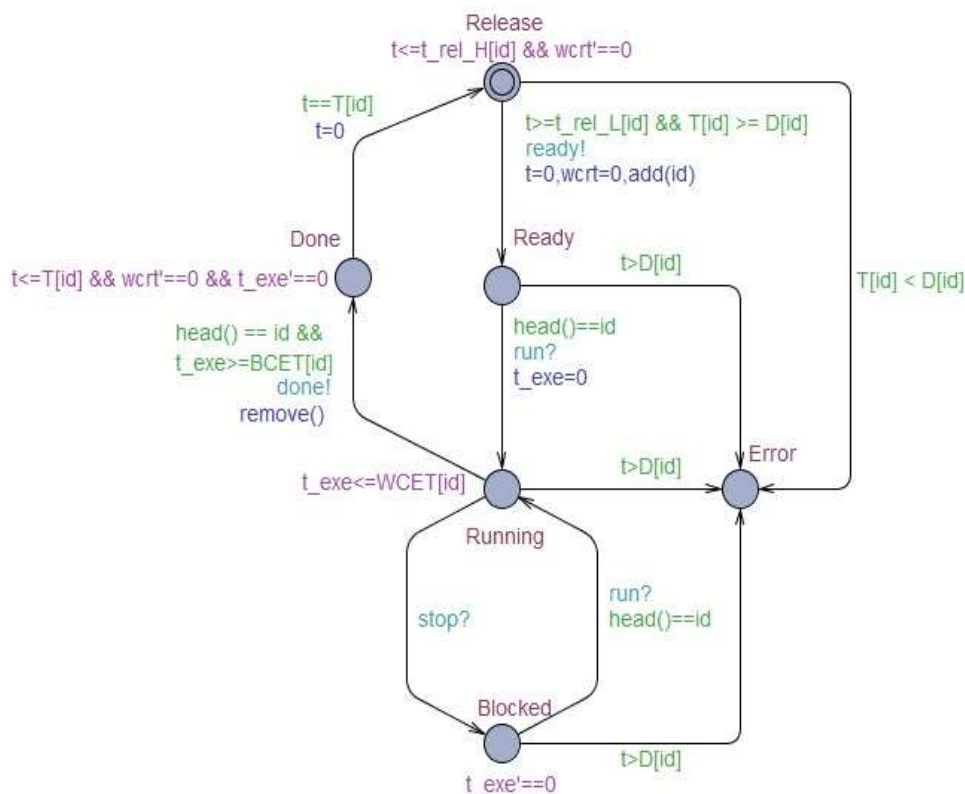 Release
t<=t_rel_H[id] && wcrt'==0
t==T[id]
t=0
t>=t_rel_L[id] && T[id] >= D[id]
ready!
t=0,wcrt=0,add(id)
Done
Ready
t>D[id]
t<=T[id] && wcrt'==0 && t_exe'==0
T[id] < D[id]
head() == id &&
t_exe>=BCET[id]
done!
remove()
head()==id
run?
t_exe=0
Error
t_exe<=WCET[id]
t>D[id]
Running
stop?
run?
head()==id
Blocked
t>D[id]
t_exe'==0